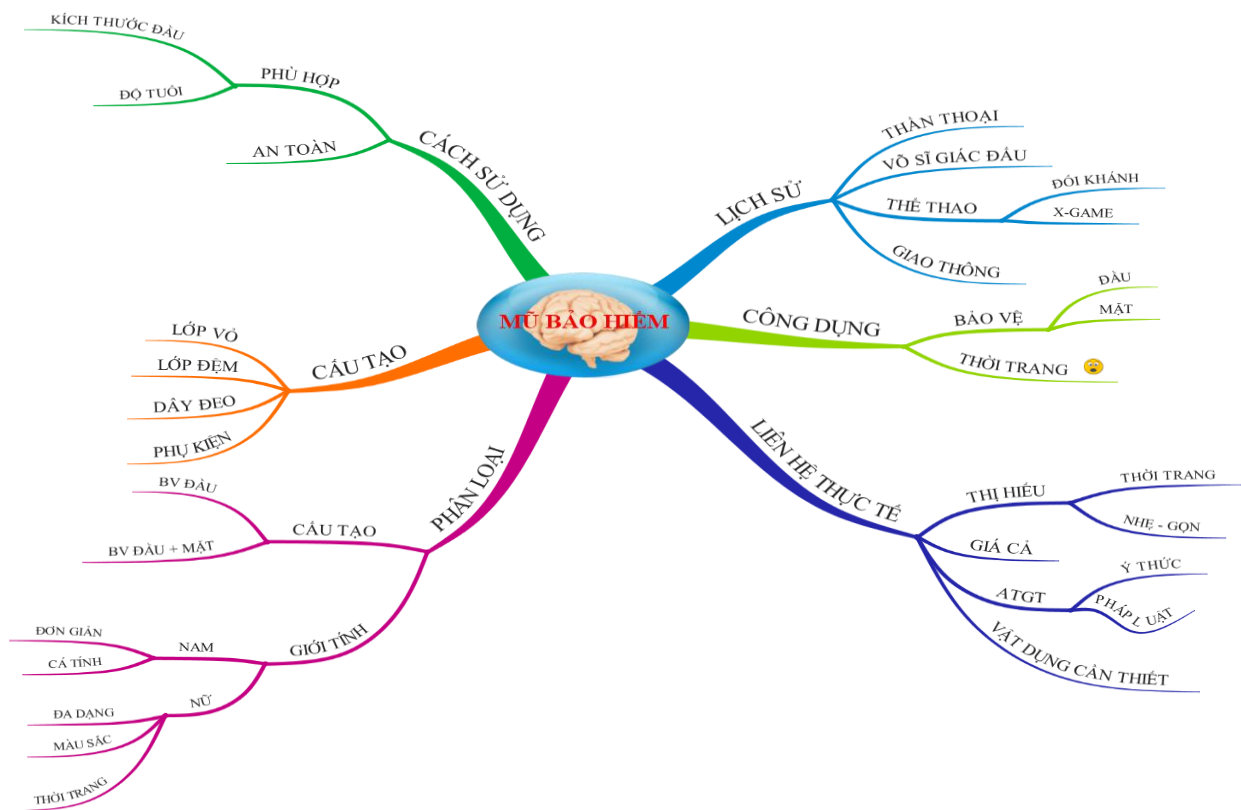 MŨ BẢO HIỂM
LỊCH SỬ
THẦN THOẠI
VÕ SĨ GIÁC ĐẤU
THỂ THAO
ĐỐI KHÁNH
X-GAME
GIAO THÔNG
CÔNG DỤNG
BẢO VỆ
ĐẦU
MẶT
THỜI TRANG
LIÊN HỆ THỰC TẾ
THỊ HIẾU
THỜI TRANG
NHẸ - GỌN
GIÁ CẢ
ATGT
Ý THỨC
PHÁP LUẬT
VẬT DỤNG CẦN THIẾT
PHÂN LOẠI
CẤU TẠO
BV ĐẦU
BV ĐẦU + MẶT
GIỚI TÍNH
NAM
ĐƠN GIẢN
CÁ TÍNH
NỮ
ĐA DẠNG
MÀU SẮC
THỜI TRANG
CẤU TẠO
LỚP VỎ
LỚP ĐỆM
DÂY ĐEO
PHỤ KIỆN
CÁCH SỬ DỤNG
PHÙ HỢP
KÍCH THƯỚC ĐẦU
ĐỘ TUỔI
AN TOÀN